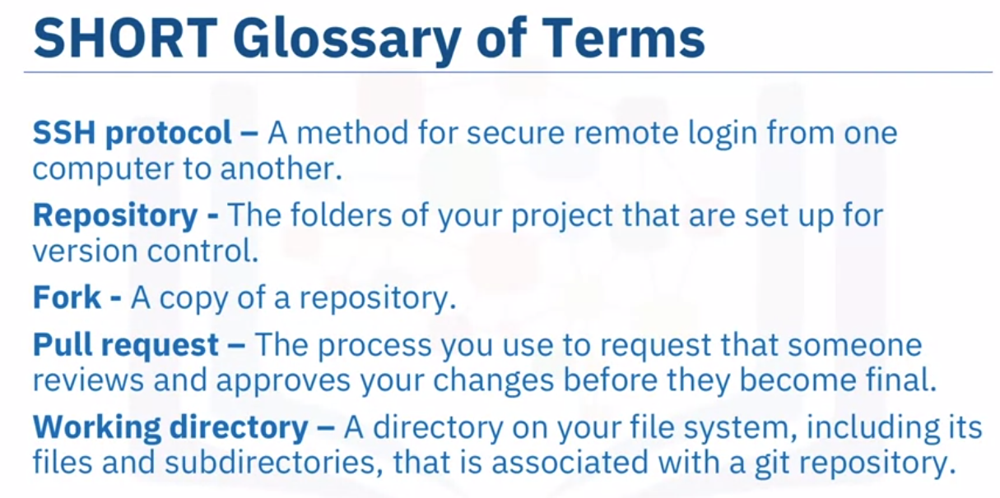 SHORT Glossary of Terms
SSH protocol – A method for secure remote login from one
computer to another.
Repository - The folders of your project that are set up for
version control.
Fork - A copy of a repository.
Pull request – The process you use to request that someone
reviews and approves your changes before they become final.
Working directory – A directory on your file system, including its
files and subdirectories, that is associated with a git repository.